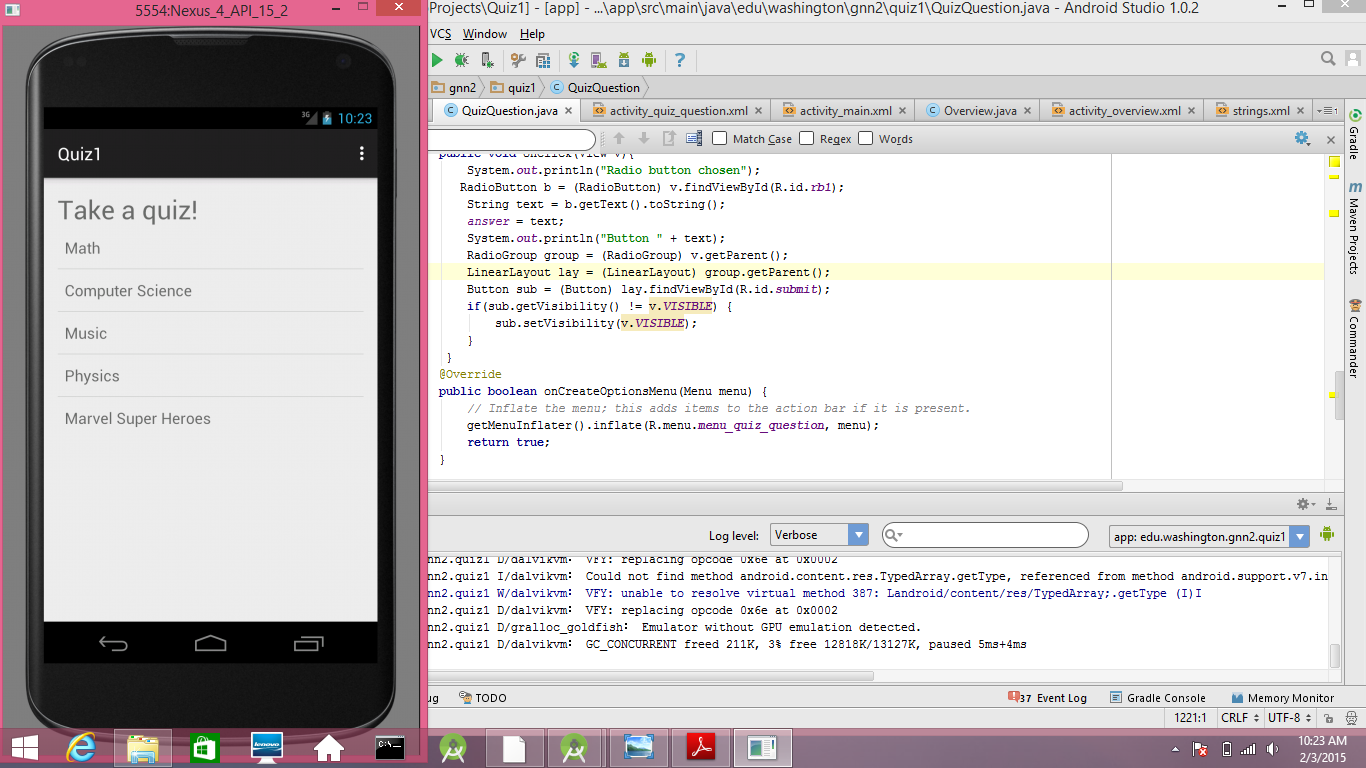 5554:Nexus_4_API_15_2
Projects\Quiz1] - [app] - ...\app\src\main\java\edu\washington\gnn2\quiz1\QuizQuestion.java - Android Studio 1.0.2
VCS Window Help
gnn2 quiz1 QuizQuestion
QuizQuestion.java activity_quiz_question.xml activity_main.xml Overview.java activity_overview.xml strings.xml
Match Case Regex Words
3G 10:23
Quiz1
Take a quiz!
Math
Computer Science
Music
Physics
Marvel Super Heroes
public void onClick(View v){
System.out.println("Radio button chosen");
RadioButton b = (RadioButton) v.findViewById(R.id.rb1);
String text = b.getText().toString();
answer = text;
System.out.println("Button " + text);
RadioGroup group = (RadioGroup) v.getParent();
LinearLayout lay = (LinearLayout) group.getParent();
Button sub = (Button) lay.findViewById(R.id.submit);
if(sub.getVisibility() != v.VISIBLE) {
sub.setVisibility(v.VISIBLE);
}
}
@Override
public boolean onCreateOptionsMenu(Menu menu) {
// Inflate the menu; this adds items to the action bar if it is present.
getMenuInflater().inflate(R.menu.menu_quiz_question, menu);
return true;
}
Gradle
m Maven Projects
Commander
Log level: Verbose app: edu.washington.gnn2.quiz1
nn2.quiz1 D/dalvikvm: VFY: replacing opcode 0x6e at 0x0002
nn2.quiz1 I/dalvikvm: Could not find method android.content.res.TypedArray.getType, referenced from method android.support.v7.in
nn2.quiz1 W/dalvikvm: VFY: unable to resolve virtual method 387: Landroid/content/res/TypedArray;.getType (I)I
nn2.quiz1 D/dalvikvm: VFY: replacing opcode 0x6e at 0x0002
nn2.quiz1 D/gralloc_goldfish: Emulator without GPU emulation detected.
nn2.quiz1 D/dalvikvm: GC_CONCURRENT freed 211K, 3% free 12818K/13127K, paused 5ms+4ms
ug TODO 37 Event Log Gradle Console Memory Monitor
1221:1 CRLF UTF-8
C:\_
lenovo
10:23 AM
2/3/2015